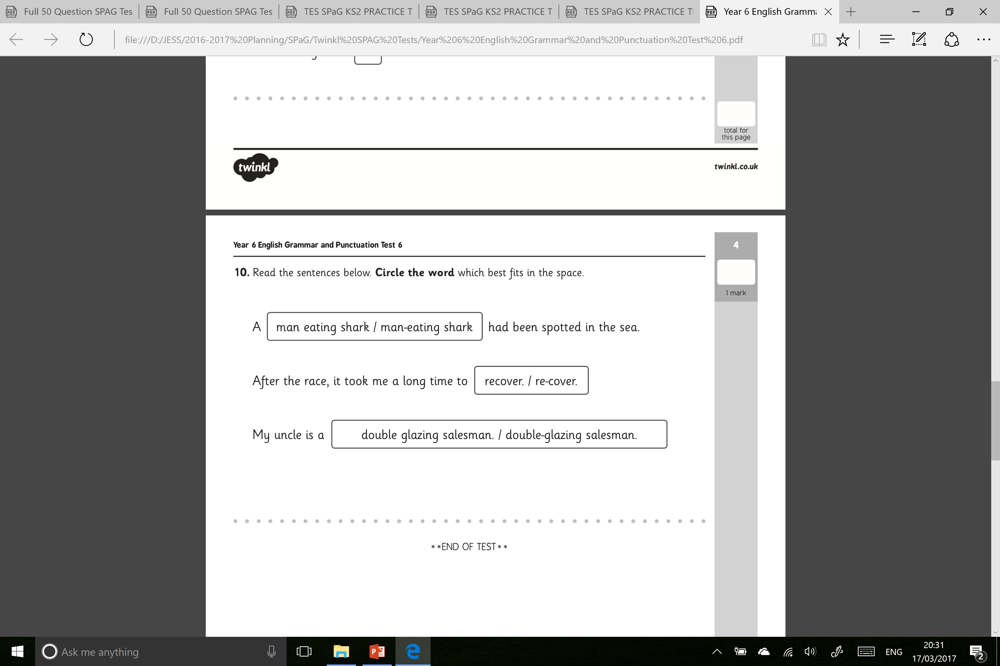 Full 50 Question SPAG Tes
Full 50 Question SPAG Tes
TES SPaG KS2 PRACTICE T
TES SPaG KS2 PRACTICE T
TES SPaG KS2 PRACTICE T
Year 6 English Gramma
file:///D:/JESS/2016-2017%20Planning/SPaG/Twinkl%20SPAG%20Tests/Year%206%20English%20Grammar%20and%20Punctuation%20Test%206.pdf
total for
this page
twinkl
twinkl.co.uk
Year 6 English Grammar and Punctuation Test 6
4
10. Read the sentences below. Circle the word which best fits in the space.
1 mark
A man eating shark / man-eating shark had been spotted in the sea.
After the race, it took me a long time to recover. / re-cover.
My uncle is a double glazing salesman. / double-glazing salesman.
**END OF TEST**
Ask me anything
ENG
20:31
17/03/2017
2